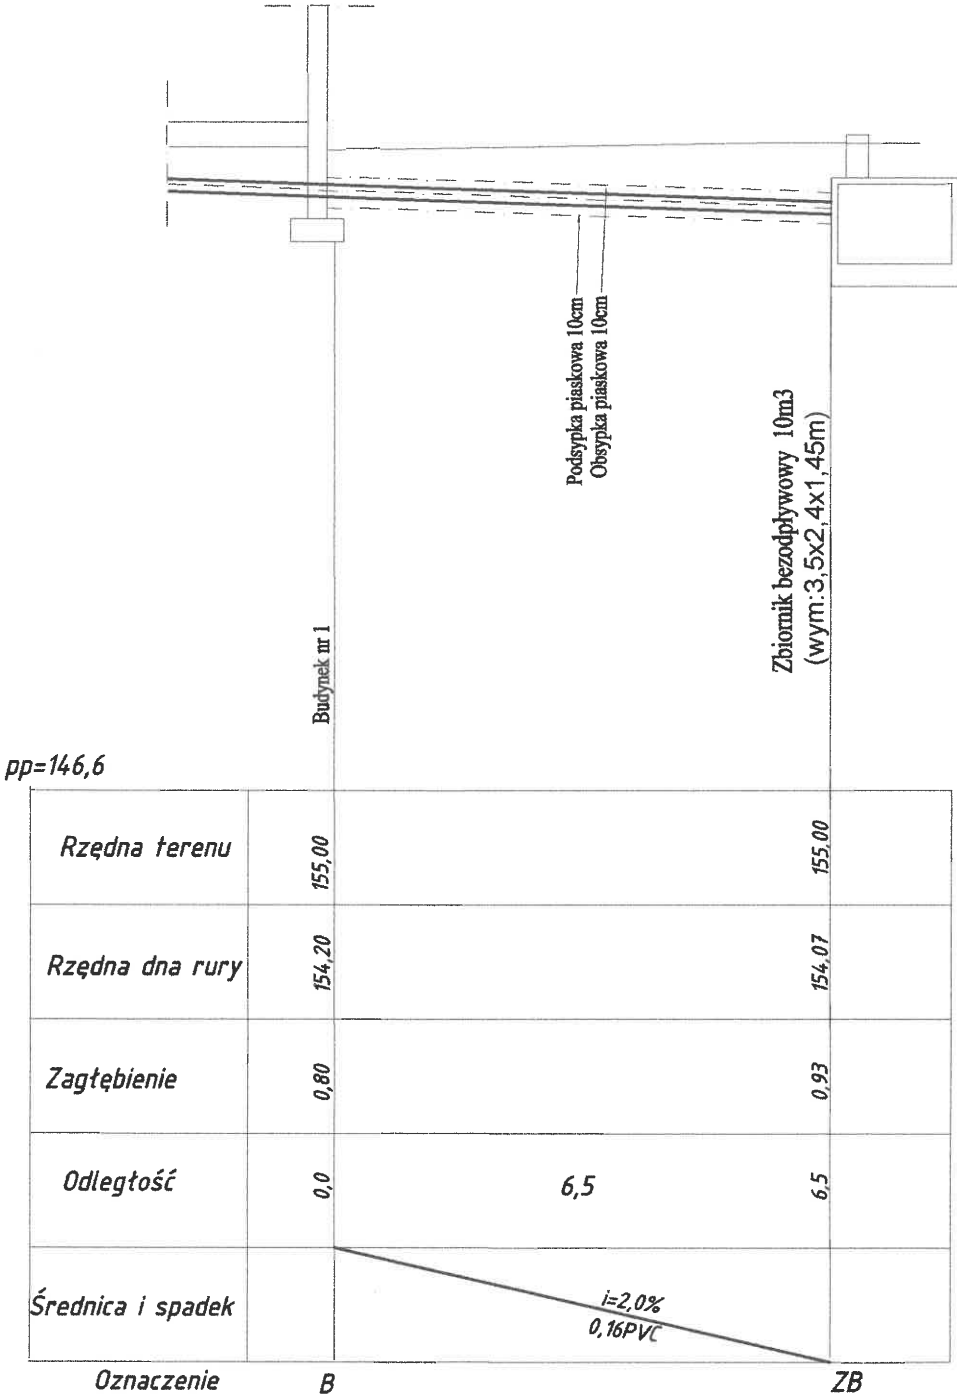 Podsypka piaskowa 10cm
Obsypka piaskowa 10cm
Zbiornik bezodpływowy 10m3
(wym:3,5x2,4x1,45m)
Budynek nr 1
pp=146,6
Rzędna terenu 155,00 155,00
Rzędna dna rury 154,20 154,07
Zagłębienie 0,80 0,93
Odległość 0,0 6,5 6,5
Średnica i spadek
i=2,0%
0,16PVC
Oznaczenie B ZB